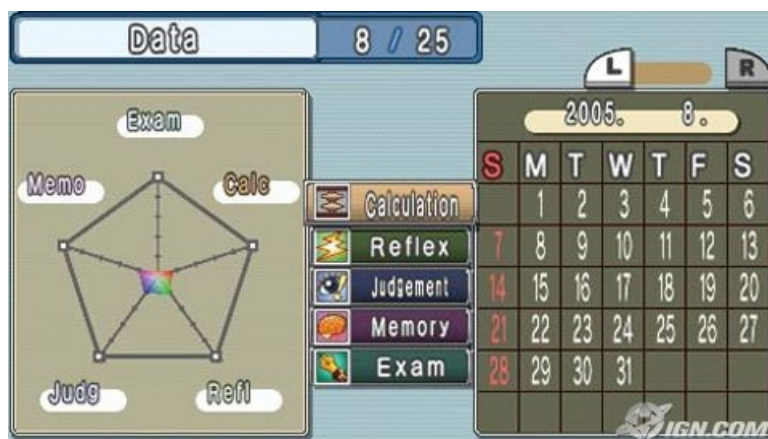 Data
8 / 25
L
R
Exam
Memo
Calc
Judg
Refl
Calculation
Reflex
Judgement
Memory
Exam
2005. 8.
S M T W T F S
1 2 3 4 5 6
7 8 9 10 11 12 13
14 15 16 17 18 19 20
21 22 23 24 25 26 27
28 29 30 31
IGN.COM